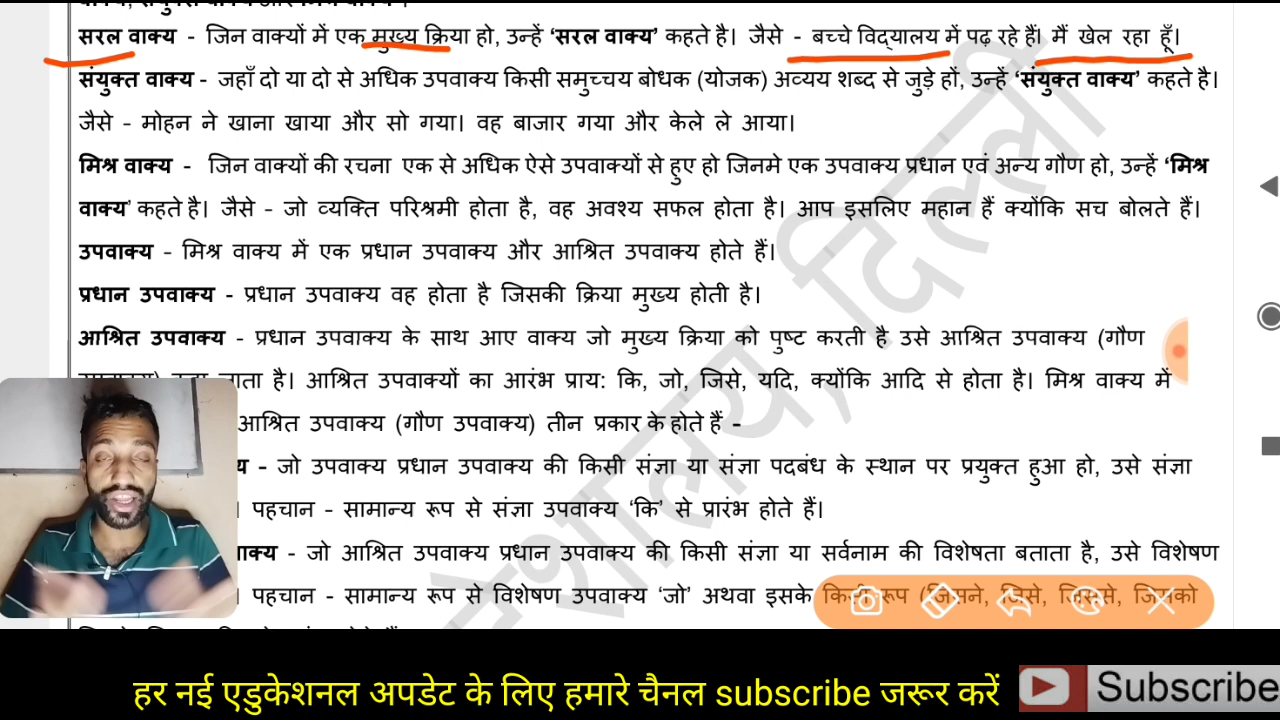 सरल वाक्य - जिन वाक्यों में एक मुख्य क्रिया हो, उन्हें ‘सरल वाक्य’ कहते है। जैसे - बच्चे विद्यालय में पढ़ रहे हैं। मैं खेल रहा हूँ।
संयुक्त वाक्य - जहाँ दो या दो से अधिक उपवाक्य किसी समुच्चय बोधक (योजक) अव्यय शब्द से जुड़े हों, उन्हें ‘संयुक्त वाक्य’ कहते है।
जैसे - मोहन ने खाना खाया और सो गया। वह बाजार गया और केले ले आया।
मिश्र वाक्य - जिन वाक्यों की रचना एक से अधिक ऐसे उपवाक्यों से हुए हो जिनमे एक उपवाक्य प्रधान एवं अन्य गौण हो, उन्हें ‘मिश्र
वाक्य’ कहते है। जैसे - जो व्यक्ति परिश्रमी होता है, वह अवश्य सफल होता है। आप इसलिए महान हैं क्योंकि सच बोलते हैं।
उपवाक्य - मिश्र वाक्य में एक प्रधान उपवाक्य और आश्रित उपवाक्य होते हैं।
प्रधान उपवाक्य - प्रधान उपवाक्य वह होता है जिसकी क्रिया मुख्य होती है।
आश्रित उपवाक्य - प्रधान उपवाक्य के साथ आए वाक्य जो मुख्य क्रिया को पुष्ट करती है उसे आश्रित उपवाक्य (गौण
जाता है। आश्रित उपवाक्यों का आरंभ प्राय: कि, जो, जिसे, यदि, क्योंकि आदि से होता है। मिश्र वाक्य में
आश्रित उपवाक्य (गौण उपवाक्य) तीन प्रकार के होते हैं -
- जो उपवाक्य प्रधान उपवाक्य की किसी संज्ञा या संज्ञा पदबंध के स्थान पर प्रयुक्त हुआ हो, उसे संज्ञा
पहचान - सामान्य रूप से संज्ञा उपवाक्य ‘कि’ से प्रारंभ होते हैं।
- जो आश्रित उपवाक्य प्रधान उपवाक्य की किसी संज्ञा या सर्वनाम की विशेषता बताता है, उसे विशेषण
पहचान - सामान्य रूप से विशेषण उपवाक्य ‘जो’ अथवा इसके किसी रूप (जिसने, जिसे, जिससे, जिनको
हर नई एडुकेशनल अपडेट के लिए हमारे चैनल subscribe जरूर करें
Subscribe